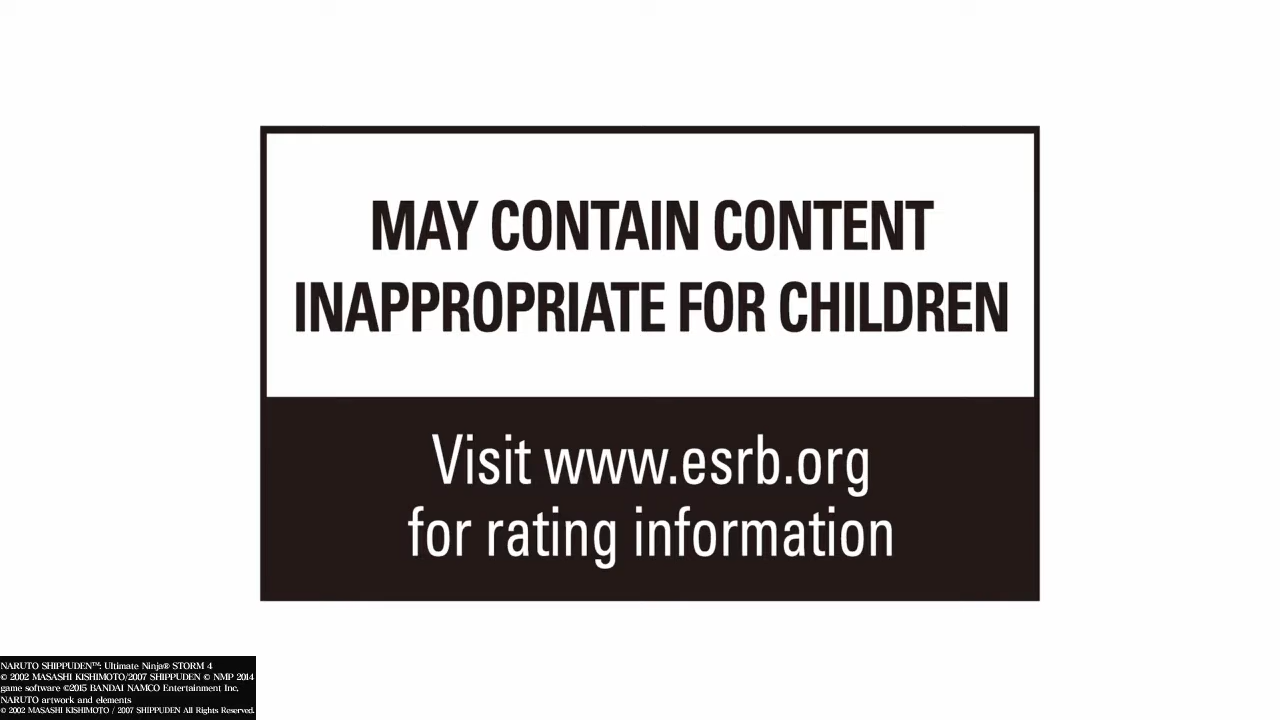 MAY CONTAIN CONTENT
INAPPROPRIATE FOR CHILDREN
Visit www.esrb.org
for rating information
NARUTO SHIPPUDEN™: Ultimate Ninja® STORM 4
© 2002 MASASHI KISHIMOTO/2007 SHIPPUDEN © NMP 2014
game software ©2015 BANDAI NAMCO Entertainment Inc.
NARUTO artwork and elements
© 2002 MASASHI KISHIMOTO / 2007 SHIPPUDEN All Rights Reserved.